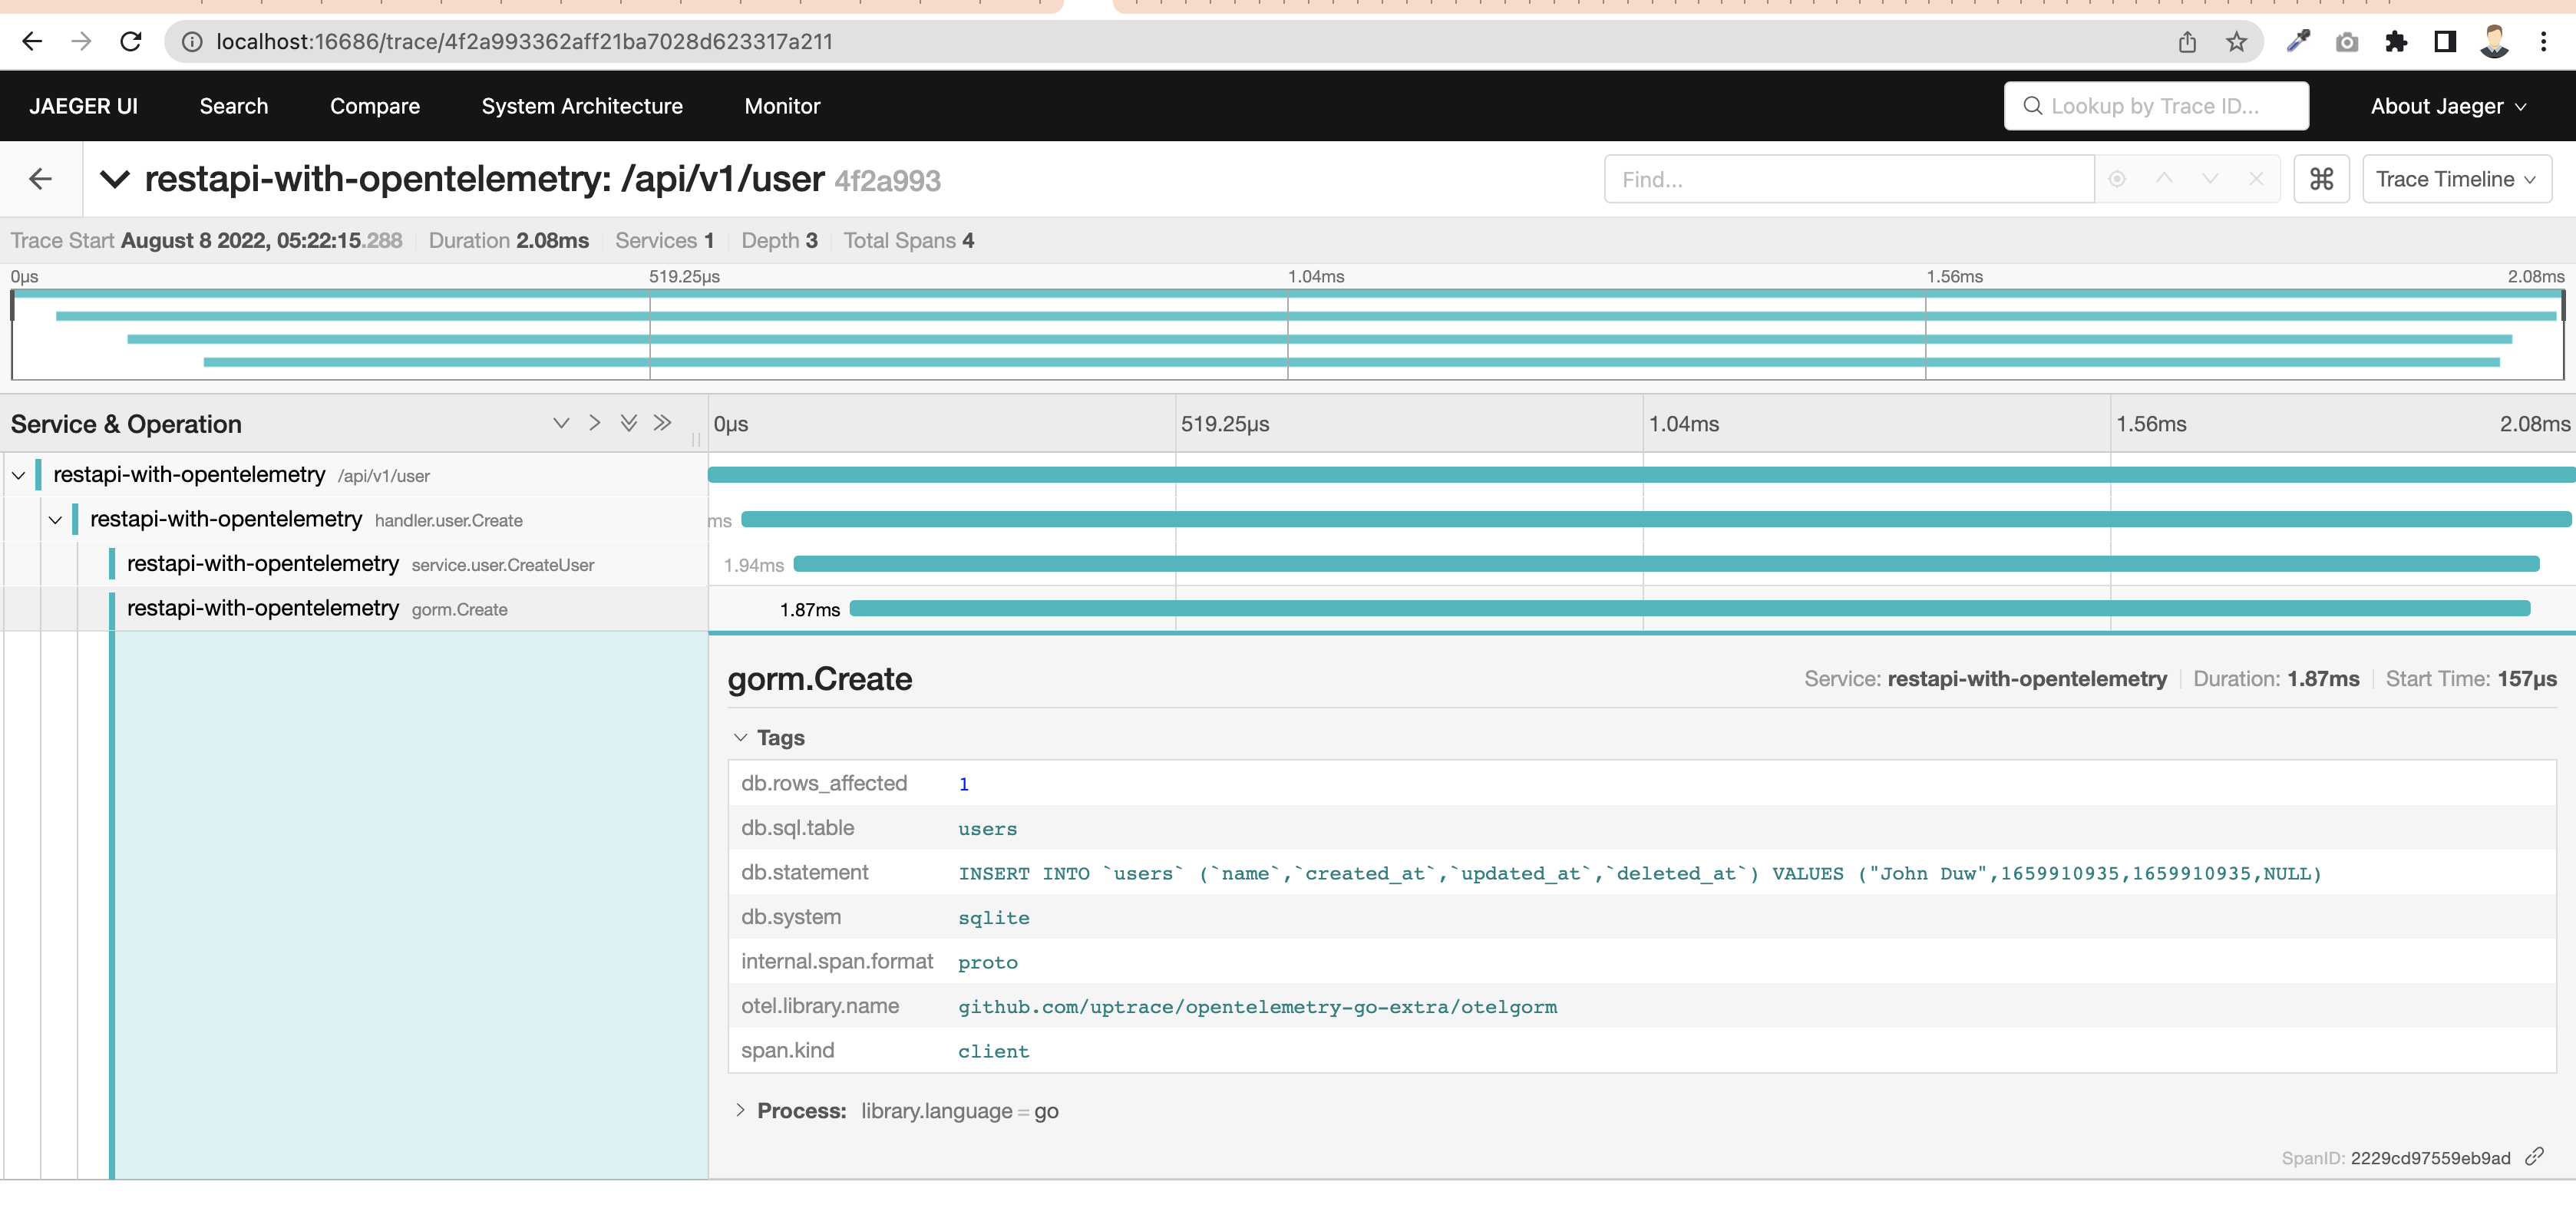 localhost:16686/trace/4f2a993362aff21ba7028d623317a211
JAEGER UI Search Compare System Architecture Monitor Lookup by Trace ID... About Jaeger
restapi-with-opentelemetry: /api/v1/user 4f2a993 Find... ⌘ Trace Timeline
Trace Start August 8 2022, 05:22:15.288 Duration 2.08ms Services 1 Depth 3 Total Spans 4
0μs 519.25μs 1.04ms 1.56ms 2.08ms
Service & Operation 0μs 519.25μs 1.04ms 1.56ms 2.08ms
restapi-with-opentelemetry /api/v1/user
restapi-with-opentelemetry handler.user.Create ms
restapi-with-opentelemetry service.user.CreateUser 1.94ms
restapi-with-opentelemetry gorm.Create 1.87ms
gorm.Create Service: restapi-with-opentelemetry Duration: 1.87ms Start Time: 157μs
Tags
db.rows_affected 1
db.sql.table users
db.statement INSERT INTO `users` (`name`,`created_at`,`updated_at`,`deleted_at`) VALUES ("John Duw",1659910935,1659910935,NULL)
db.system sqlite
internal.span.format proto
otel.library.name github.com/uptrace/opentelemetry-go-extra/otelgorm
span.kind client
Process: library.language = go
SpanID: 2229cd97559eb9ad